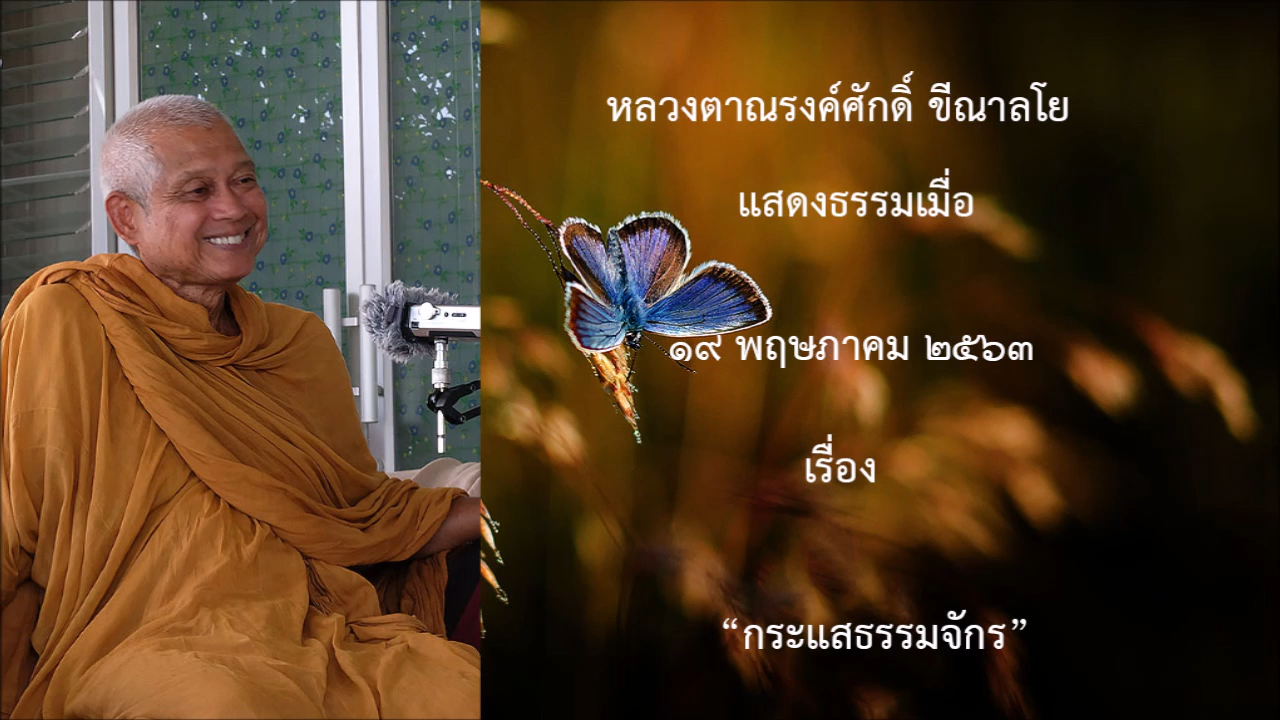 หลวงตาณรงค์ศักดิ์ ขีณาลโย
แสดงธรรมเมื่อ
๑๙ พฤษภาคม ๒๕๖๓
เรื่อง
“กระแสธรรมจักร”